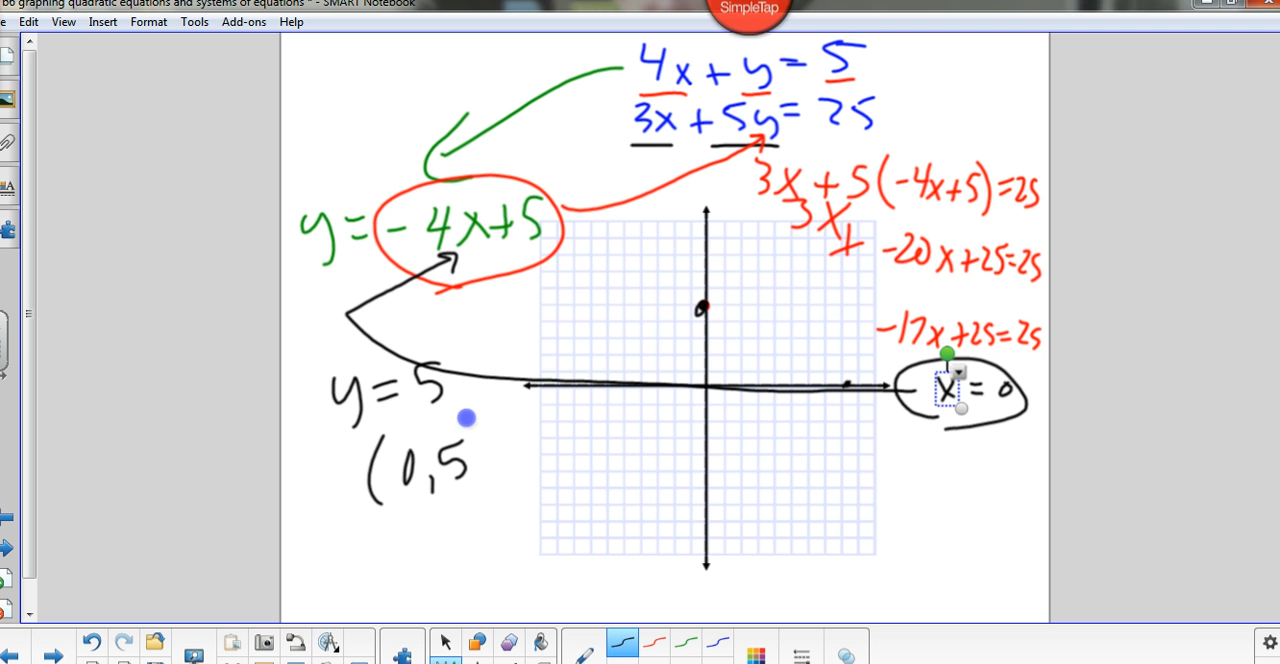 b6 graphing quadratic equations and systems of equations * - SMART Notebook
SimpleTap
Edit View Insert Format Tools Add-ons Help
4x + y = 5
3x + 5y = 25
y = -4x+5
3x + 5(-4x+5)=25
3x + -20x+25=25
-17x+25=25
x = 0
y = 5
(0,5